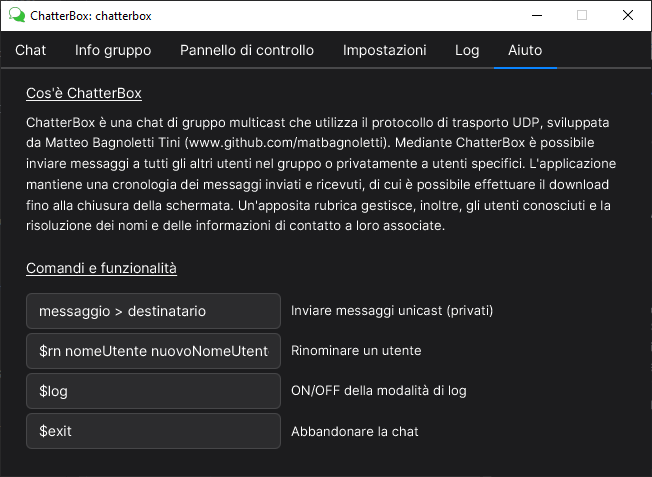 ChatterBox: chatterbox
Chat Info gruppo Pannello di controllo Impostazioni Log Aiuto
Cos'è ChatterBox
ChatterBox è una chat di gruppo multicast che utilizza il protocollo di trasporto UDP, sviluppata
da Matteo Bagnoletti Tini (www.github.com/matbagnoletti). Mediante ChatterBox è possibile
inviare messaggi a tutti gli altri utenti nel gruppo o privatamente a utenti specifici. L'applicazione
mantiene una cronologia dei messaggi inviati e ricevuti, di cui è possibile effettuare il download
fino alla chiusura della schermata. Un'apposita rubrica gestisce, inoltre, gli utenti conosciuti e la
risoluzione dei nomi e delle informazioni di contatto a loro associate.
Comandi e funzionalità
messaggio > destinatario Inviare messaggi unicast (privati)
$rn nomeUtente nuovoNomeUtent Rinominare un utente
$log ON/OFF della modalità di log
$exit Abbandonare la chat